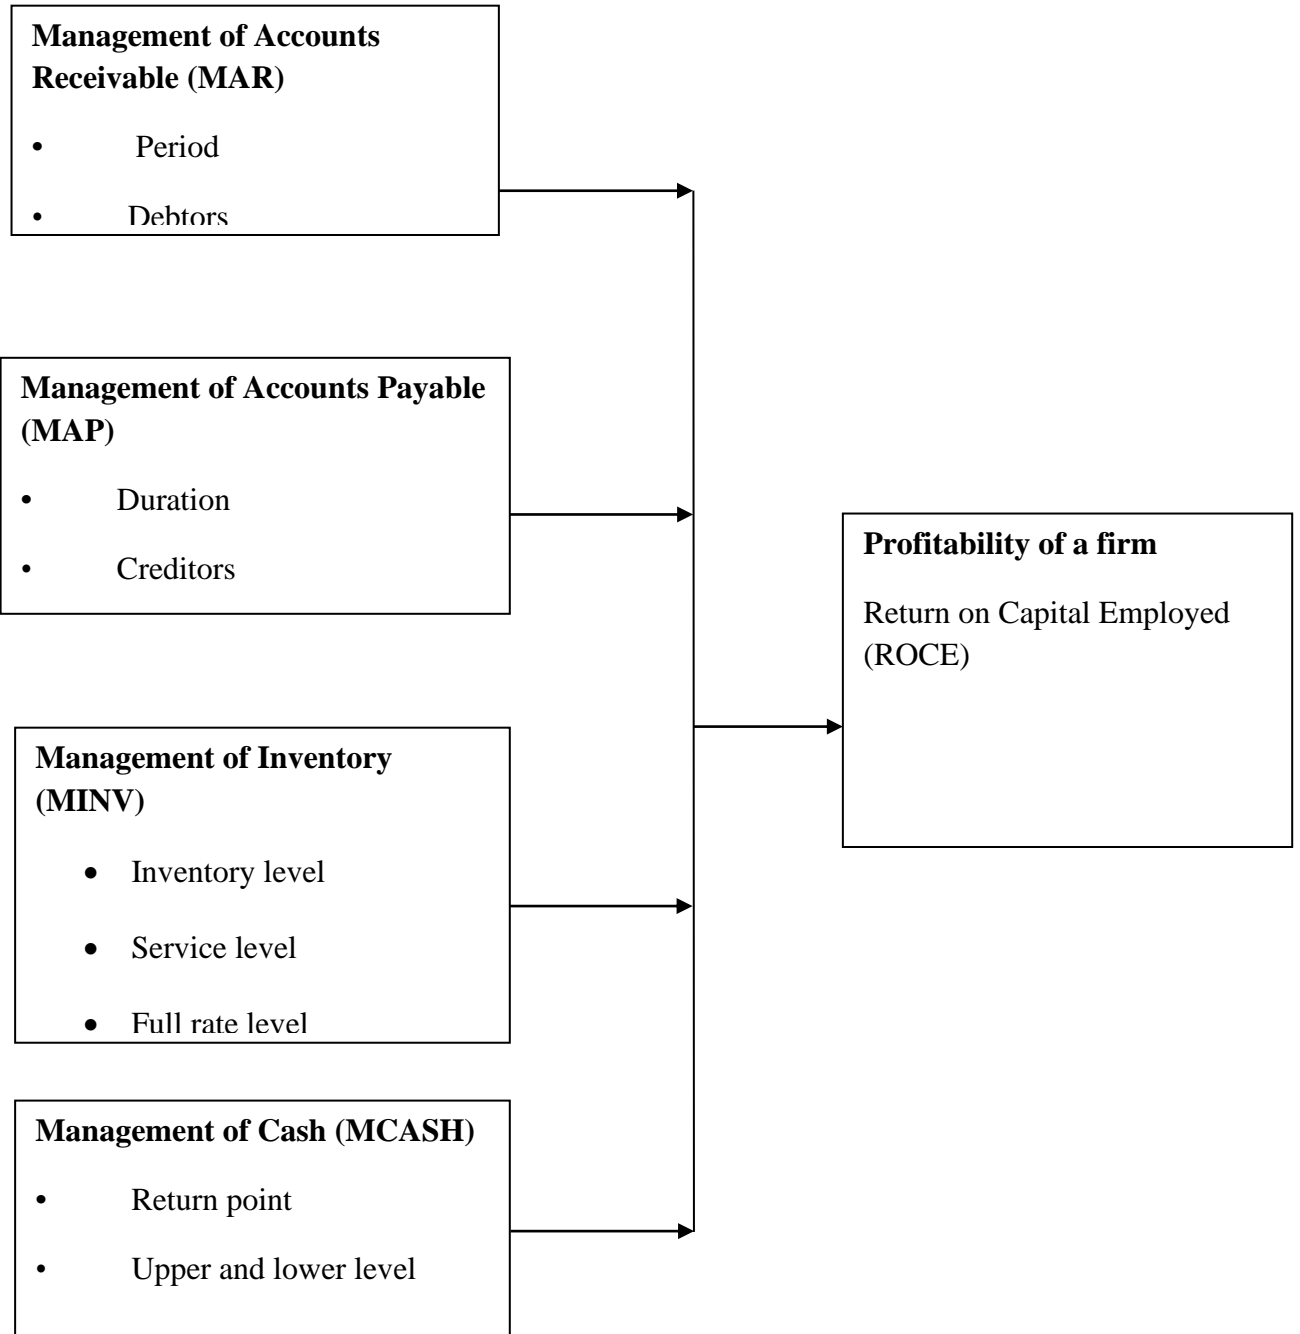 Management of Accounts
Receivable (MAR)
• Period
• Debtors
Management of Accounts Payable
(MAP)
• Duration
• Creditors
Profitability of a firm
Return on Capital Employed
(ROCE)
Management of Inventory
(MINV)
• Inventory level
• Service level
• Full rate level
Management of Cash (MCASH)
• Return point
• Upper and lower level